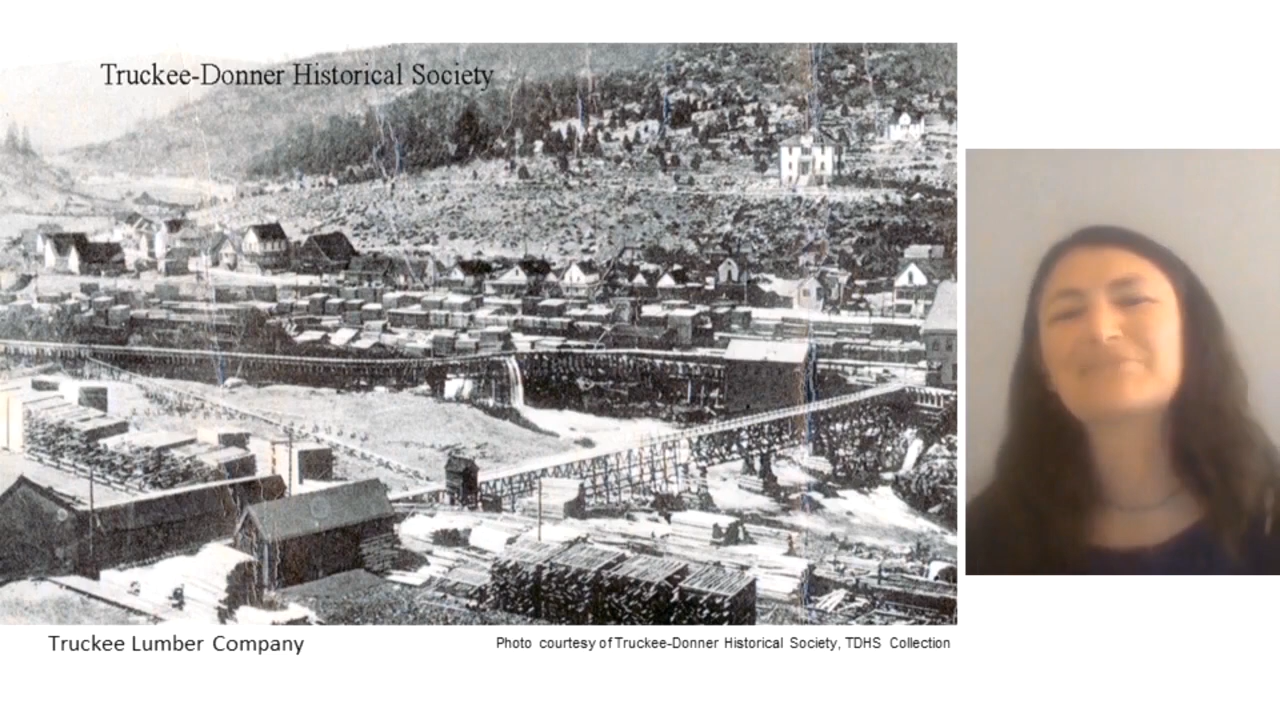 Truckee-Donner Historical Society
Truckee Lumber Company
Photo courtesy of Truckee-Donner Historical Society, TDHS Collection